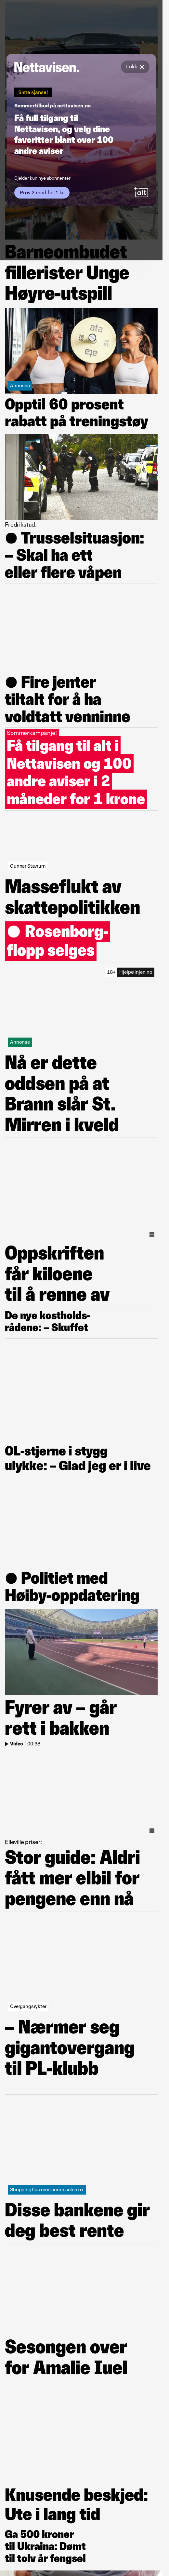 Nettavisen.
Lukk
Siste sjanse!
Sommertilbud på nettavisen.no
Få full tilgang til
Nettavisen, og velg dine
favoritter blant over 100
andre aviser
Gjelder kun nye abonnenter
Prøv 2 mnd for 1 kr
+alt
Barneombudet
fillerister Unge
Høyre-utspill
Annonse
Opptil 60 prosent
rabatt på treningstøy
Fredrikstad:
● Trusselsituasjon:
– Skal ha ett
eller flere våpen
● Fire jenter
tiltalt for å ha
voldtatt venninne
Sommerkampanje!
Få tilgang til alt i
Nettavisen og 100
andre aviser i 2
måneder for 1 krone
Gunnar Stavrum
Masseflukt av
skattepolitikken
● Rosenborg-
flopp selges
18+ Hjelpelinjen.no
Annonse
Nå er dette
oddsen på at
Brann slår St.
Mirren i kveld
Oppskriften
får kiloene
til å renne av
De nye kostholds-
rådene: – Skuffet
OL-stjerne i stygg
ulykke: – Glad jeg er i live
● Politiet med
Høiby-oppdatering
Fyrer av – går
rett i bakken
Video | 00:38
Elleville priser:
Stor guide: Aldri
fått mer elbil for
pengene enn nå
Overgangsrykter
– Nærmer seg
gigantovergang
til PL-klubb
Shoppingtips med annonselenker
Disse bankene gir
deg best rente
Sesongen over
for Amalie Iuel
Knusende beskjed:
Ute i lang tid
Ga 500 kroner
til Ukraina: Dømt
til tolv år fengsel